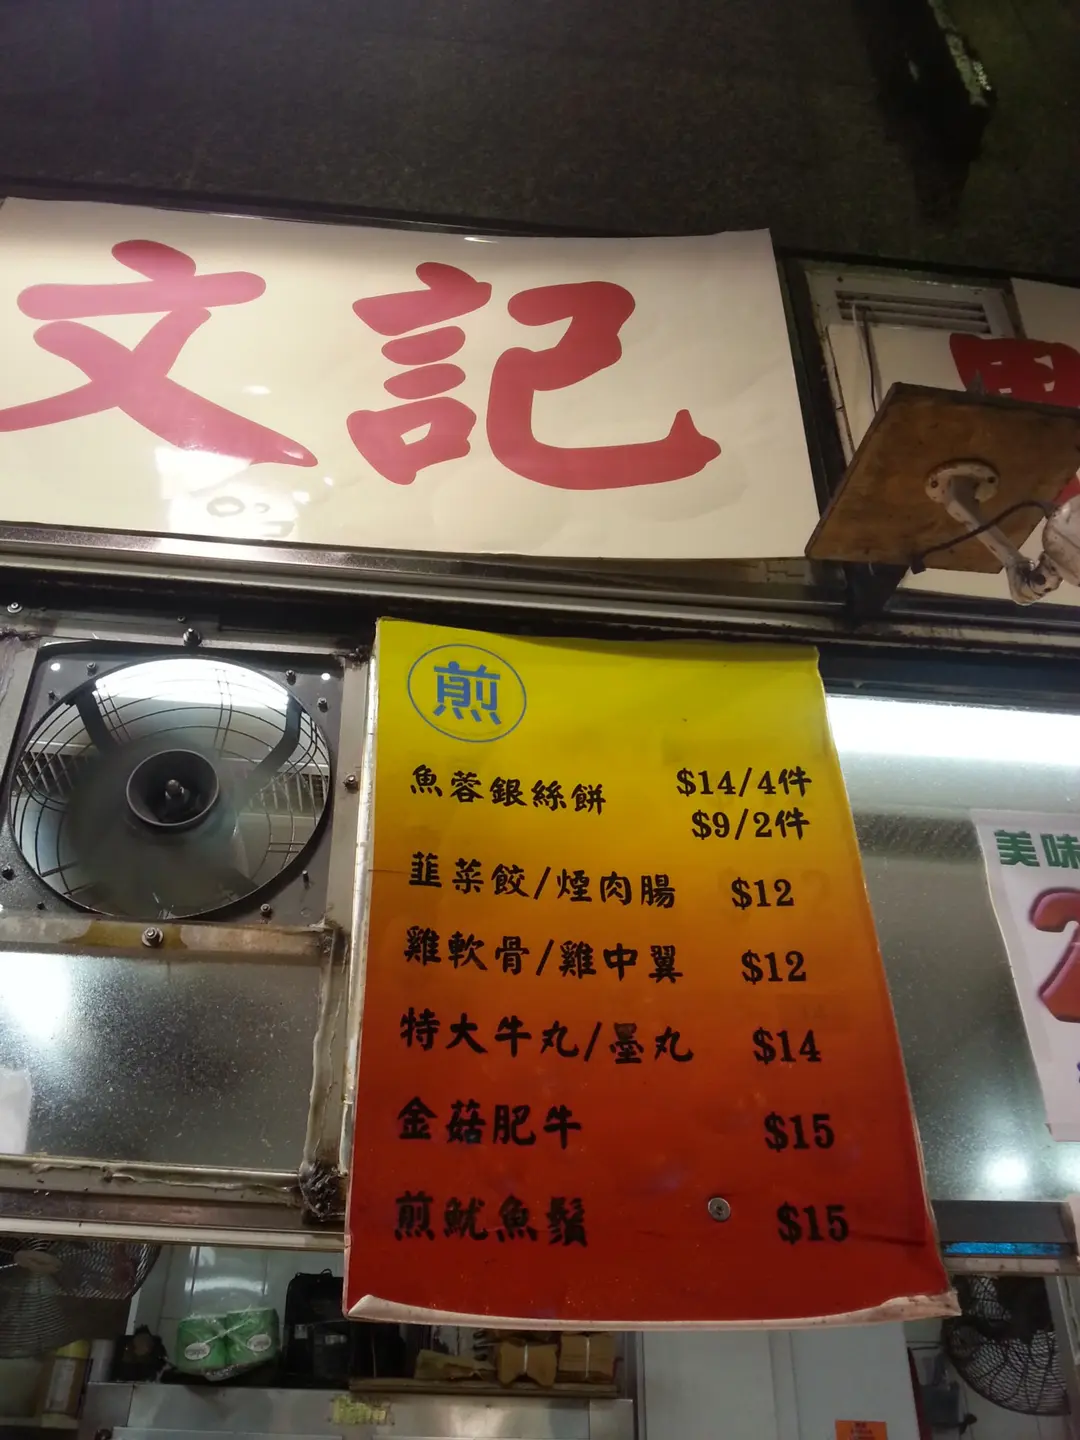 文記
煎
魚蓉銀絲餅 $14/4件
$9/2件
韮菜餃/煙肉腸 $12
雞軟骨/雞中翼 $12
特大牛丸/墨丸 $14
金菇肥牛 $15
煎魷魚鬚 $15
美味
2